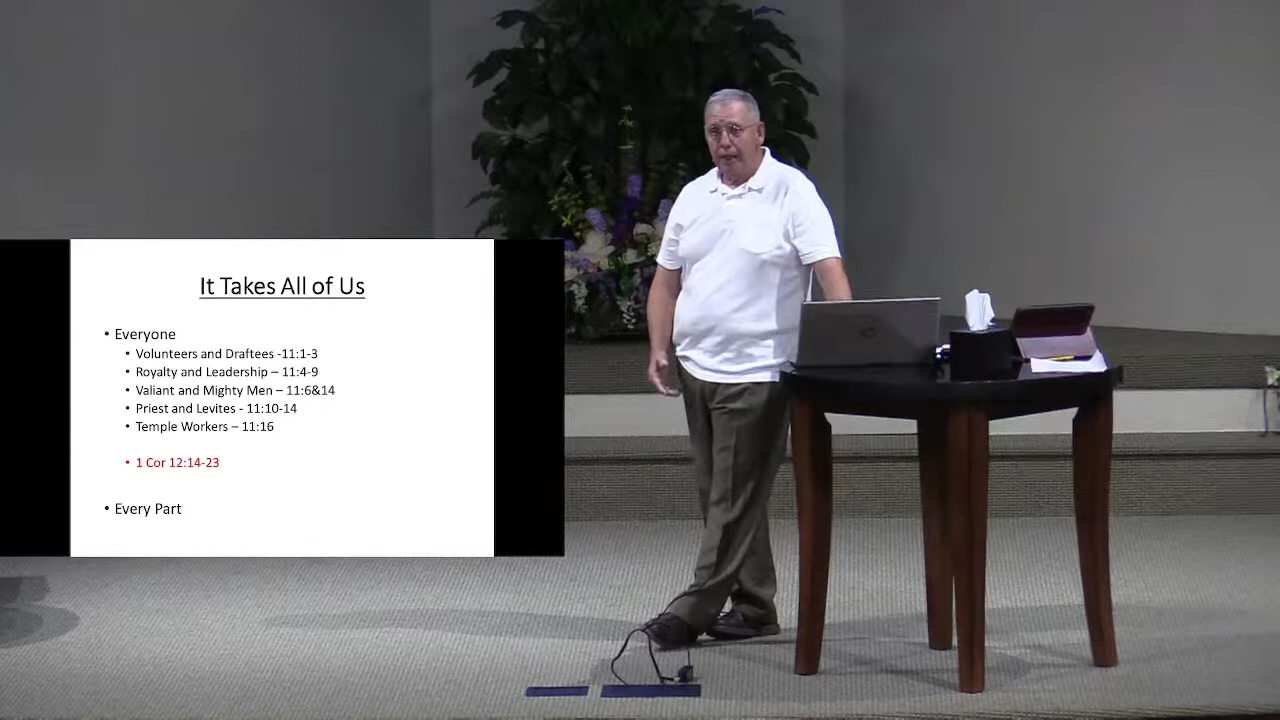 It Takes All of Us
• Everyone
• Volunteers and Draftees -11:1-3
• Royalty and Leadership – 11:4-9
• Valiant and Mighty Men – 11:6&14
• Priest and Levites - 11:10-14
• Temple Workers – 11:16
• 1 Cor 12:14-23
• Every Part